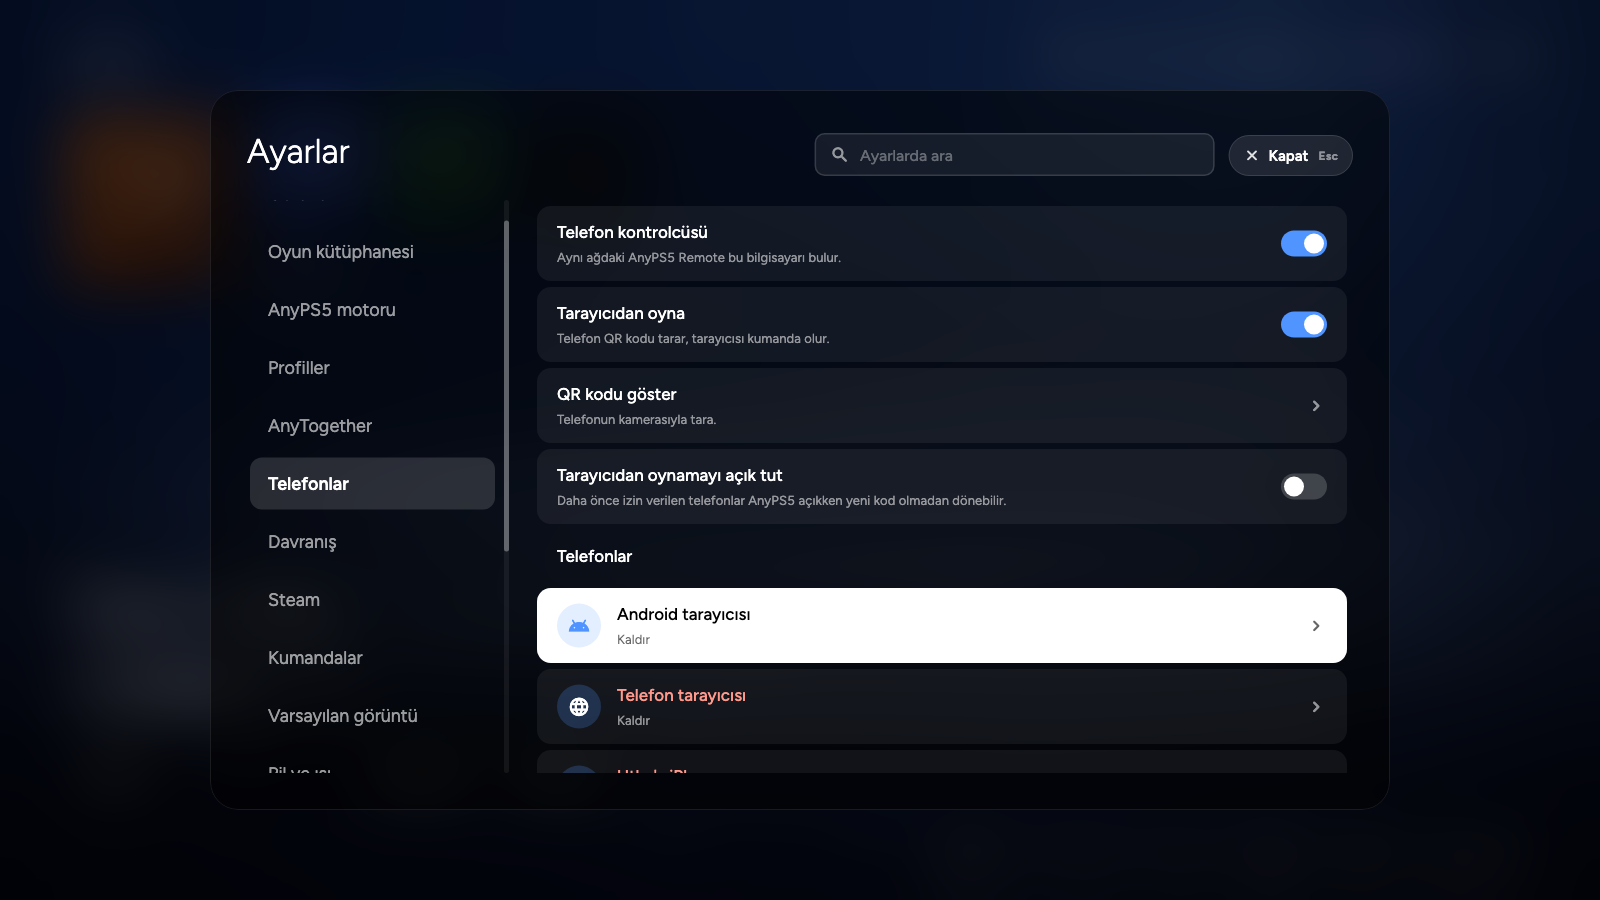 Ayarlar
Ayarlarda ara
Kapat Esc
Oyun kütüphanesi
AnyPS5 motoru
Profiller
AnyTogether
Telefonlar
Davranış
Steam
Kumandalar
Varsayılan görüntü
Telefon kontrolcüsü
Aynı ağdaki AnyPS5 Remote bu bilgisayarı bulur.
Tarayıcıdan oyna
Telefon QR kodu tarar, tarayıcısı kumanda olur.
QR kodu göster
Telefonun kamerasıyla tara.
Tarayıcıdan oynamayı açık tut
Daha önce izin verilen telefonlar AnyPS5 açıkken yeni kod olmadan dönebilir.
Telefonlar
Android tarayıcısı
Kaldır
Telefon tarayıcısı
Kaldır